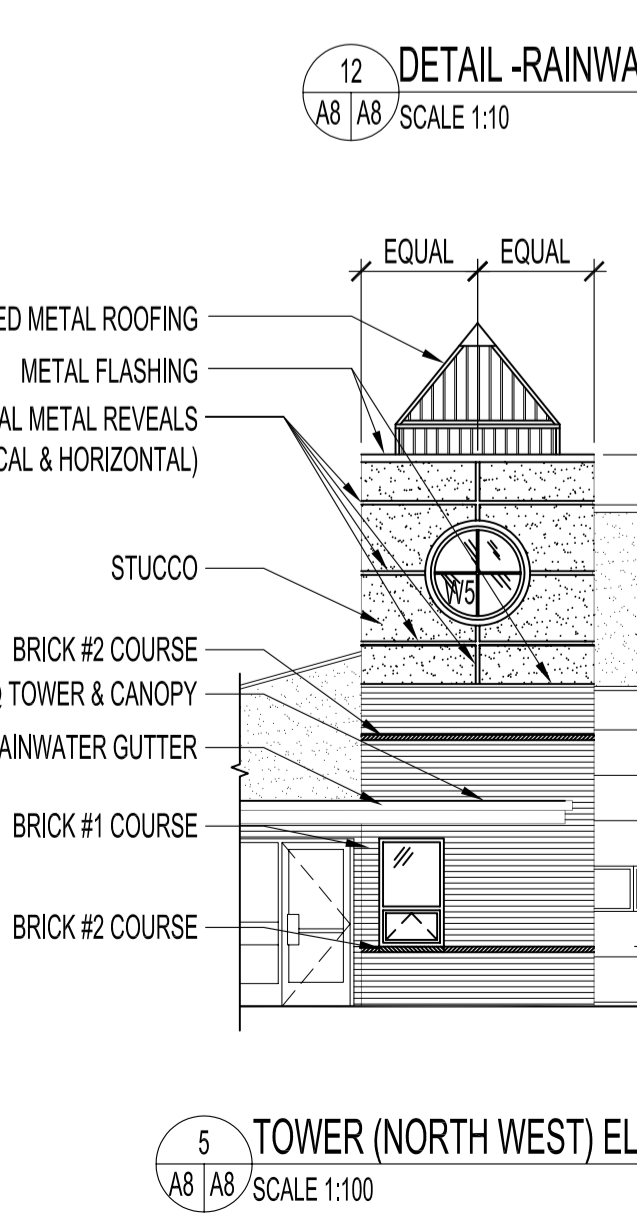 12
DETAIL -RAINWA
A8 A8
SCALE 1:10
EQUAL EQUAL
ED METAL ROOFING
METAL FLASHING
AL METAL REVEALS
CAL & HORIZONTAL)
STUCCO
W5
BRICK #2 COURSE
TOWER & CANOPY
AINWATER GUTTER
BRICK #1 COURSE
BRICK #2 COURSE
5
TOWER (NORTH WEST) EL
A8 A8
SCALE 1:100